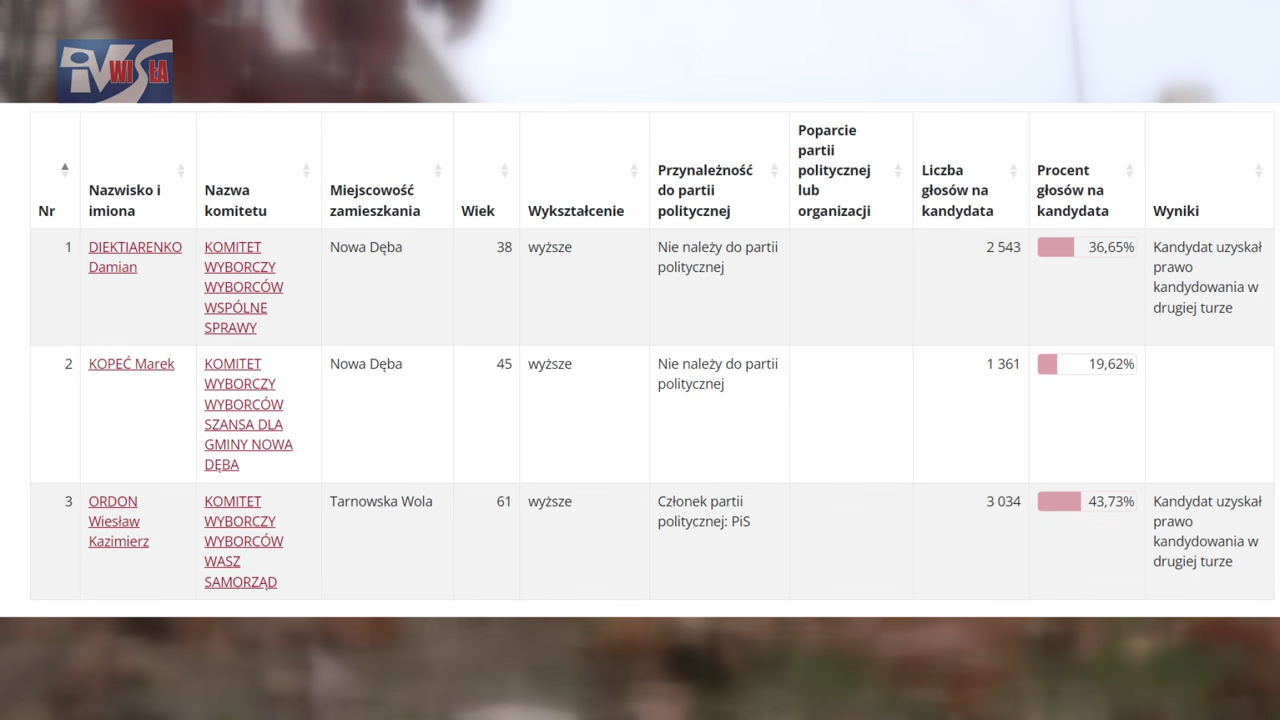 iTV
WISŁA
Nr
Nazwisko i
imiona
Nazwa
komitetu
Miejscowość
zamieszkania
Wiek
Wykształcenie
Przynależność
do partii
politycznej
Poparcie
partii
politycznej
lub
organizacji
Liczba
głosów na
kandydata
Procent
głosów na
kandydata
Wyniki
1
DIEKTIARENKO
Damian
KOMITET
WYBORCZY
WYBORCÓW
WSPÓLNE
SPRAWY
Nowa Dęba
38
wyższe
Nie należy do partii
politycznej
2 543
36,65%
Kandydat uzyskał
prawo
kandydowania w
drugiej turze
2
KOPEĆ Marek
KOMITET
WYBORCZY
WYBORCÓW
SZANSA DLA
GMINY NOWA
DĘBA
Nowa Dęba
45
wyższe
Nie należy do partii
politycznej
1 361
19,62%
3
ORDON
Wiesław
Kazimierz
KOMITET
WYBORCZY
WYBORCÓW
WASZ
SAMORZĄD
Tarnowska Wola
61
wyższe
Członek partii
politycznej: PiS
3 034
43,73%
Kandydat uzyskał
prawo
kandydowania w
drugiej turze